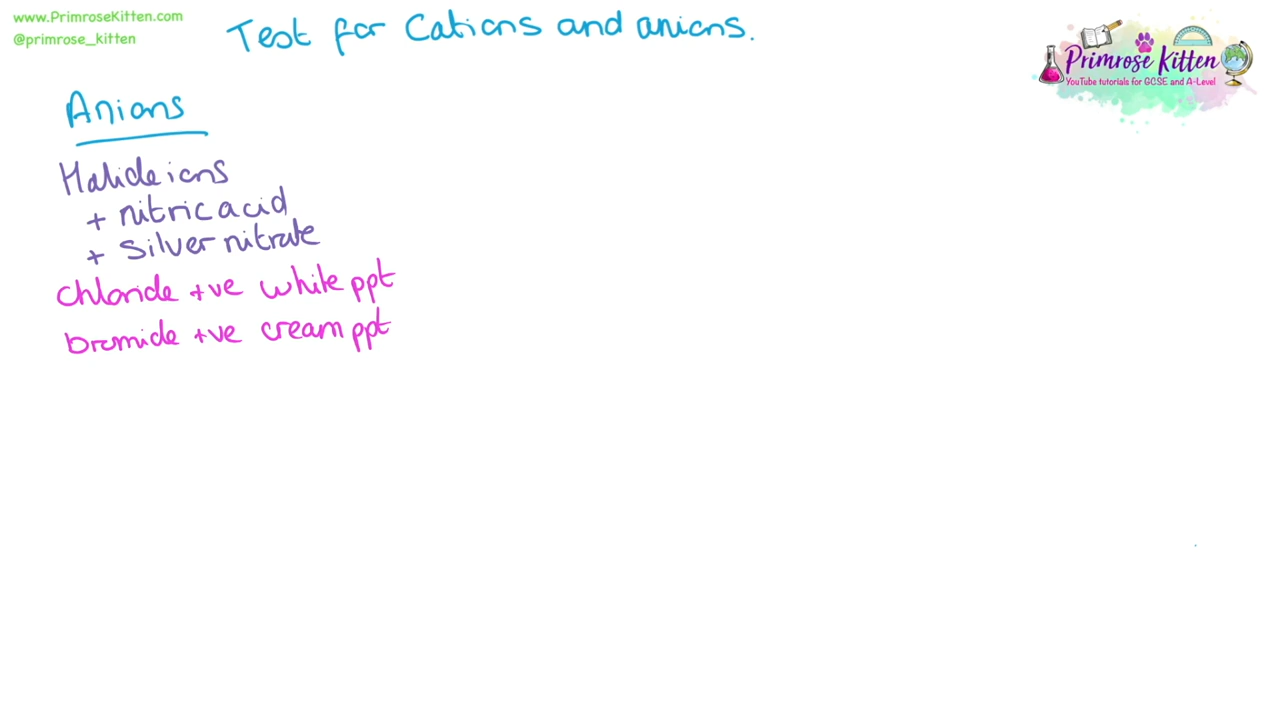 www.PrimroseKitten.com
@primrose_kitten
Test for Cations and anions.
Primrose Kitten
YouTube tutorials for GCSE and A-Level
Anions
Halide ions
+ nitric acid
+ Silver nitrate
chloride +ve white ppt
bromide +ve cream ppt